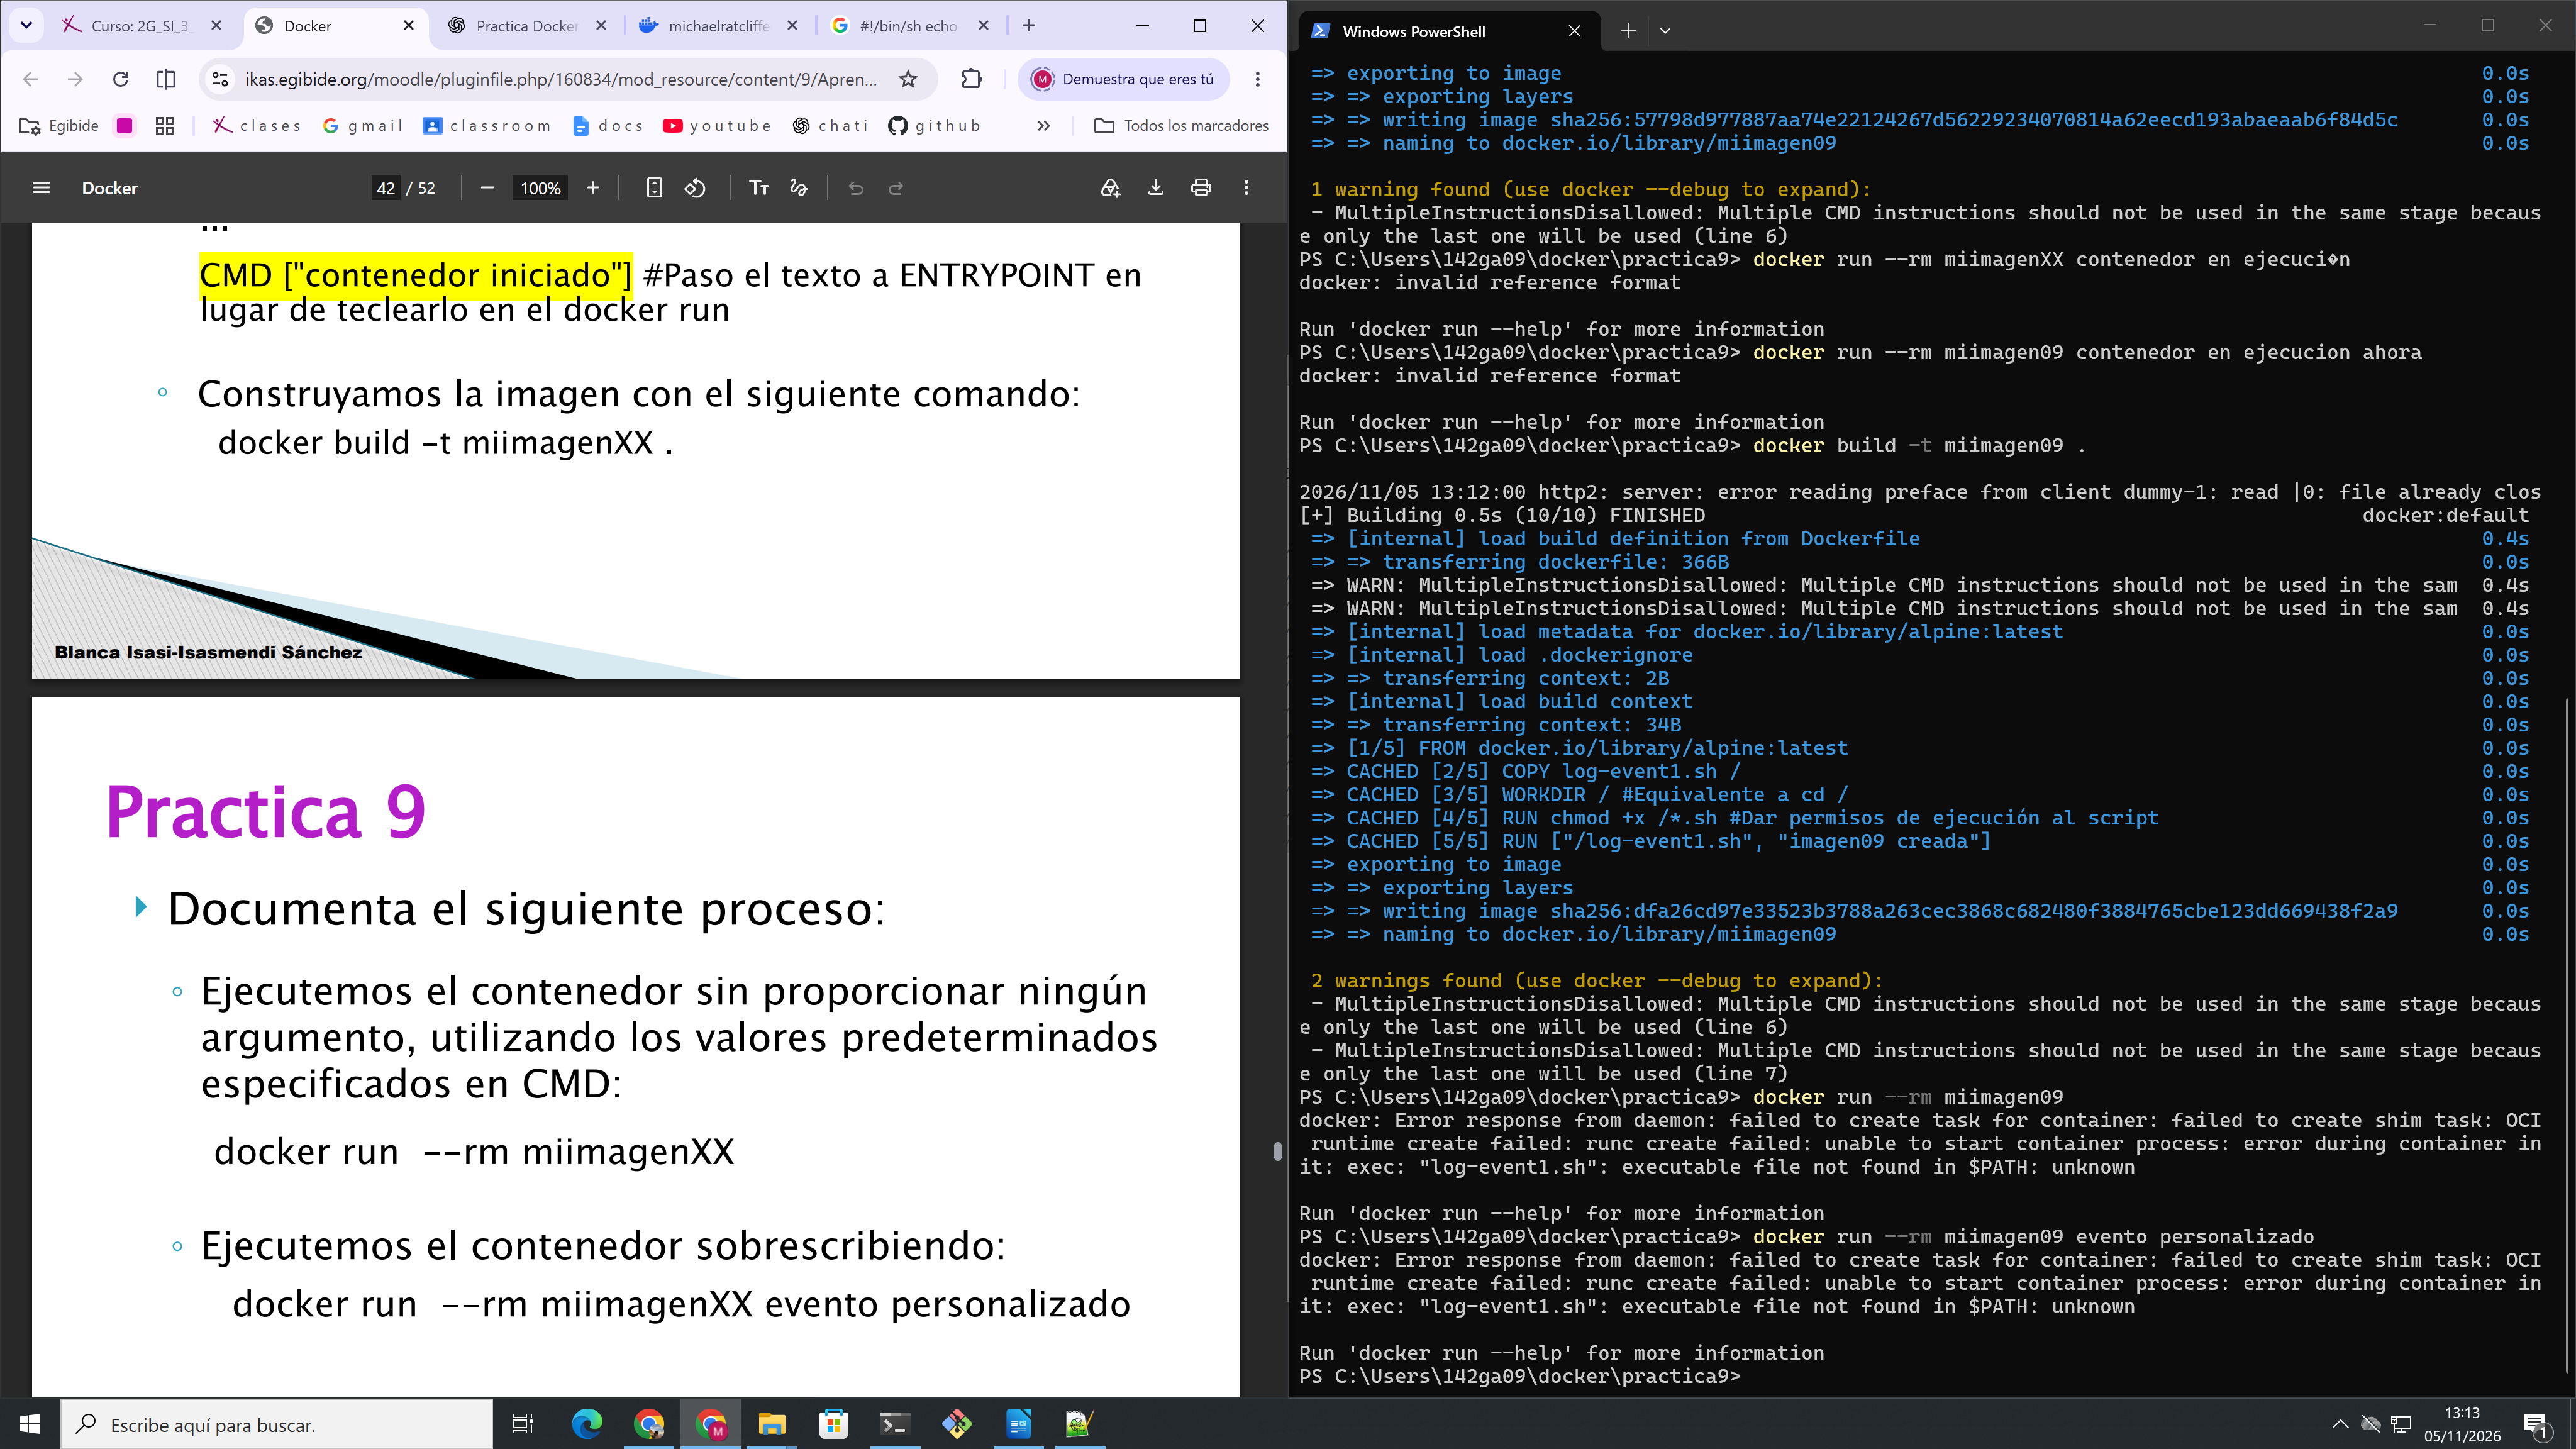 Curso: 2G_SI_3_
Docker
Practica Docker
michaelratcliffe
#!/bin/sh echo
ikas.egibide.org/moodle/pluginfile.php/160834/mod_resource/content/9/Apren...
Demuestra que eres tú
M
Egibide
clases
gmail
classroom
docs
youtube
chati
github
Todos los marcadores
Docker
42 / 52
100%
...
CMD ["contenedor iniciado"] #Paso el texto a ENTRYPOINT en
lugar de teclearlo en el docker run
Construyamos la imagen con el siguiente comando:
docker build -t miimagenXX .
Blanca Isasi-Isasmendi Sánchez
Practica 9
Documenta el siguiente proceso:
Ejecutemos el contenedor sin proporcionar ningún
argumento, utilizando los valores predeterminados
especificados en CMD:
docker run --rm miimagenXX
Ejecutemos el contenedor sobrescribiendo:
docker run --rm miimagenXX evento personalizado
Windows PowerShell
=> exporting to image 0.0s
=> => exporting layers 0.0s
=> => writing image sha256:57798d977887aa74e22124267d56229234070814a62eecd193abaeaab6f84d5c 0.0s
=> => naming to docker.io/library/miimagen09 0.0s
1 warning found (use docker --debug to expand):
- MultipleInstructionsDisallowed: Multiple CMD instructions should not be used in the same stage becaus
e only the last one will be used (line 6)
PS C:\Users\142ga09\docker\practica9> docker run --rm miimagenXX contenedor en ejecuci�n
docker: invalid reference format
Run 'docker run --help' for more information
PS C:\Users\142ga09\docker\practica9> docker run --rm miimagen09 contenedor en ejecucion ahora
docker: invalid reference format
Run 'docker run --help' for more information
PS C:\Users\142ga09\docker\practica9> docker build -t miimagen09 .
2026/11/05 13:12:00 http2: server: error reading preface from client dummy-1: read |0: file already clos
[+] Building 0.5s (10/10) FINISHED docker:default
=> [internal] load build definition from Dockerfile 0.4s
=> => transferring dockerfile: 366B 0.0s
=> WARN: MultipleInstructionsDisallowed: Multiple CMD instructions should not be used in the sam 0.4s
=> WARN: MultipleInstructionsDisallowed: Multiple CMD instructions should not be used in the sam 0.4s
=> [internal] load metadata for docker.io/library/alpine:latest 0.0s
=> [internal] load .dockerignore 0.0s
=> => transferring context: 2B 0.0s
=> [internal] load build context 0.0s
=> => transferring context: 34B 0.0s
=> [1/5] FROM docker.io/library/alpine:latest 0.0s
=> CACHED [2/5] COPY log-event1.sh / 0.0s
=> CACHED [3/5] WORKDIR / #Equivalente a cd / 0.0s
=> CACHED [4/5] RUN chmod +x /*.sh #Dar permisos de ejecución al script 0.0s
=> CACHED [5/5] RUN ["/log-event1.sh", "imagen09 creada"] 0.0s
=> exporting to image 0.0s
=> => exporting layers 0.0s
=> => writing image sha256:dfa26cd97e33523b3788a263cec3868c682480f3884765cbe123dd669438f2a9 0.0s
=> => naming to docker.io/library/miimagen09 0.0s
2 warnings found (use docker --debug to expand):
- MultipleInstructionsDisallowed: Multiple CMD instructions should not be used in the same stage becaus
e only the last one will be used (line 6)
- MultipleInstructionsDisallowed: Multiple CMD instructions should not be used in the same stage becaus
e only the last one will be used (line 7)
PS C:\Users\142ga09\docker\practica9> docker run --rm miimagen09
docker: Error response from daemon: failed to create task for container: failed to create shim task: OCI
runtime create failed: runc create failed: unable to start container process: error during container in
it: exec: "log-event1.sh": executable file not found in $PATH: unknown
Run 'docker run --help' for more information
PS C:\Users\142ga09\docker\practica9> docker run --rm miimagen09 evento personalizado
docker: Error response from daemon: failed to create task for container: failed to create shim task: OCI
runtime create failed: runc create failed: unable to start container process: error during container in
it: exec: "log-event1.sh": executable file not found in $PATH: unknown
Run 'docker run --help' for more information
PS C:\Users\142ga09\docker\practica9>
Escribe aquí para buscar.
13:13
05/11/2026
1